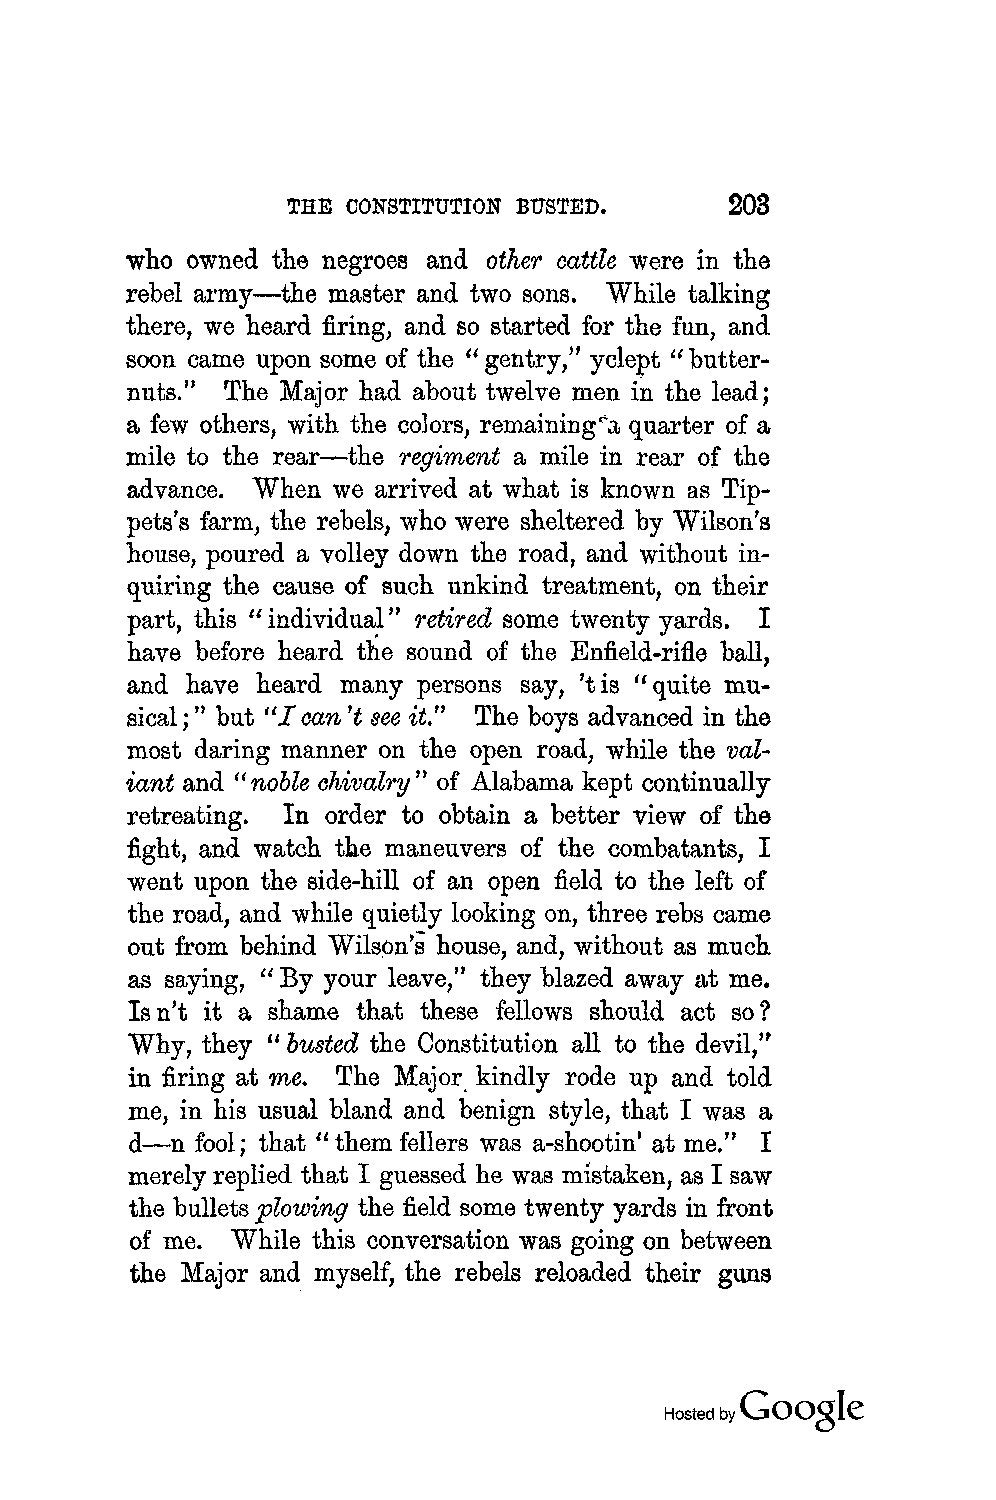 THE CONSTITUTION BUSTED. 203
who owned the negroes and other cattle were in the
rebel army—the master and two sons. While talking
there, we heard firing, and so started for the fun, and
soon came upon some of the "gentry," yclept "butter-
nuts." The Major had about twelve men in the lead;
a few others, with the colors, remaining a quarter of a
mile to the rear—the regiment a mile in rear of the
advance. When we arrived at what is known as Tip-
pets's farm, the rebels, who were sheltered by Wilson's
house, poured a volley down the road, and without in-
quiring the cause of such unkind treatment, on their
part, this "individual" retired some twenty yards. I
have before heard the sound of the Enfield-rifle ball,
and have heard many persons say, 't is "quite mu-
sical;" but "I can 't see it." The boys advanced in the
most daring manner on the open road, while the val-
iant and "noble chivalry" of Alabama kept continually
retreating. In order to obtain a better view of the
fight, and watch the maneuvers of the combatants, I
went upon the side-hill of an open field to the left of
the road, and while quietly looking on, three rebs came
out from behind Wilson's house, and, without as much
as saying, "By your leave," they blazed away at me.
Is n't it a shame that these fellows should act so?
Why, they "busted the Constitution all to the devil,"
in firing at me. The Major kindly rode up and told
me, in his usual bland and benign style, that I was a
d—n fool; that "them fellers was a-shootin' at me." I
merely replied that I guessed he was mistaken, as I saw
the bullets plowing the field some twenty yards in front
of me. While this conversation was going on between
the Major and myself, the rebels reloaded their guns
Hosted by Google